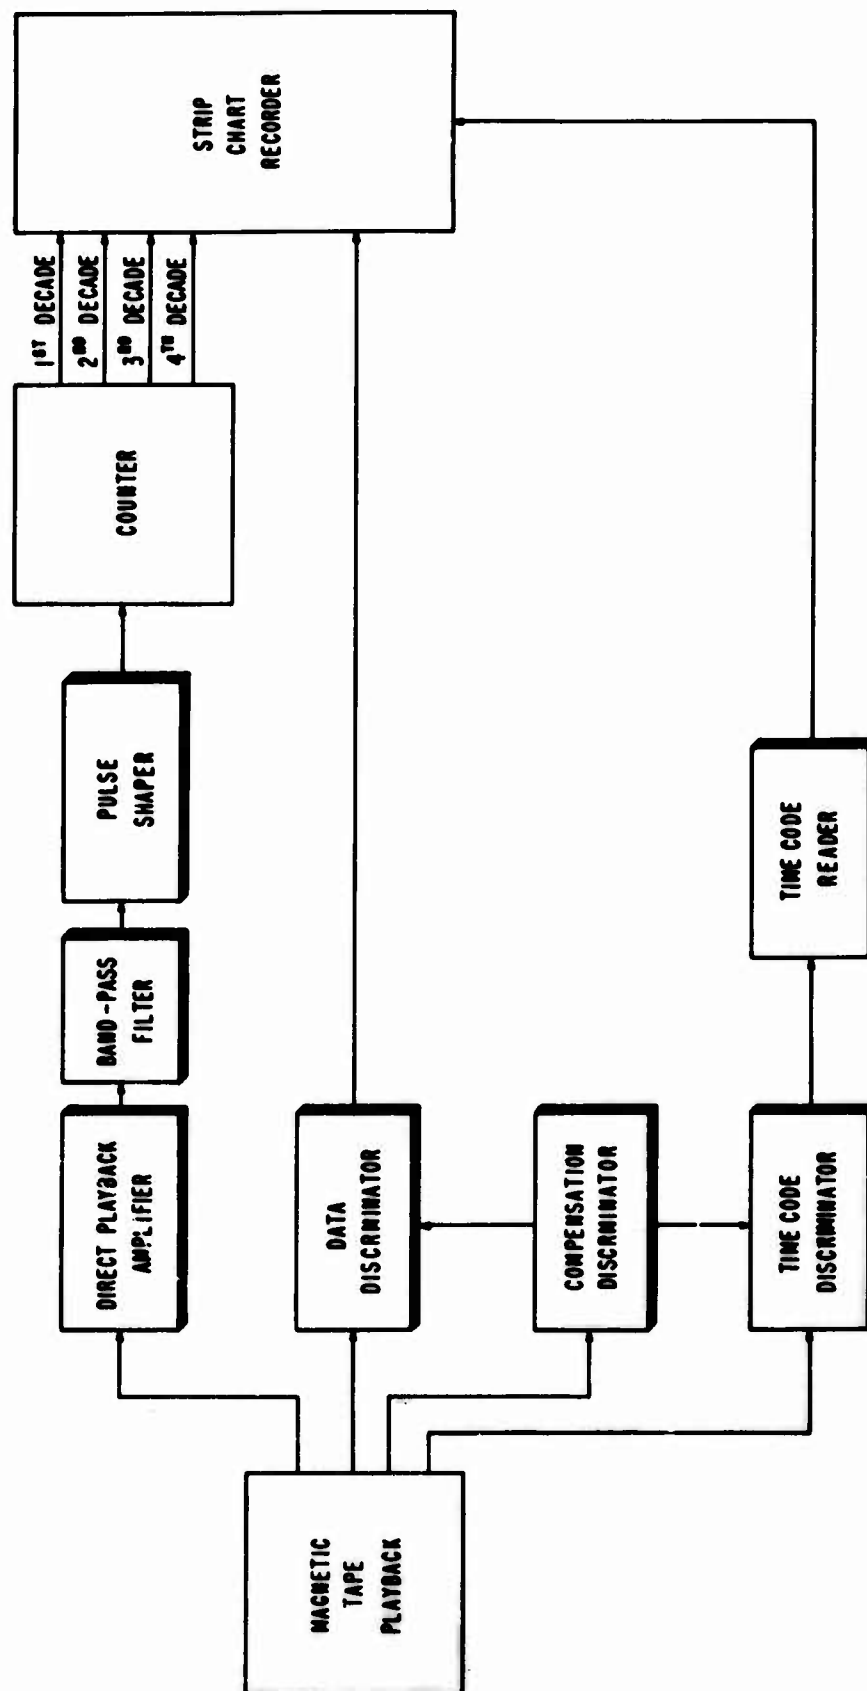 MAGNETIC
TAPE
PLAYBACK
DIRECT PLAYBACK
AMPLIFIER
BAND-PASS
FILTER
PULSE
SHAPER
COUNTER
1ST DECADE
2ND DECADE
3RD DECADE
4TH DECADE
STRIP
CHART
RECORDER
DATA
DISCRIMINATOR
COMPENSATION
DISCRIMINATOR
TIME CODE
DISCRIMINATOR
TIME CODE
READER